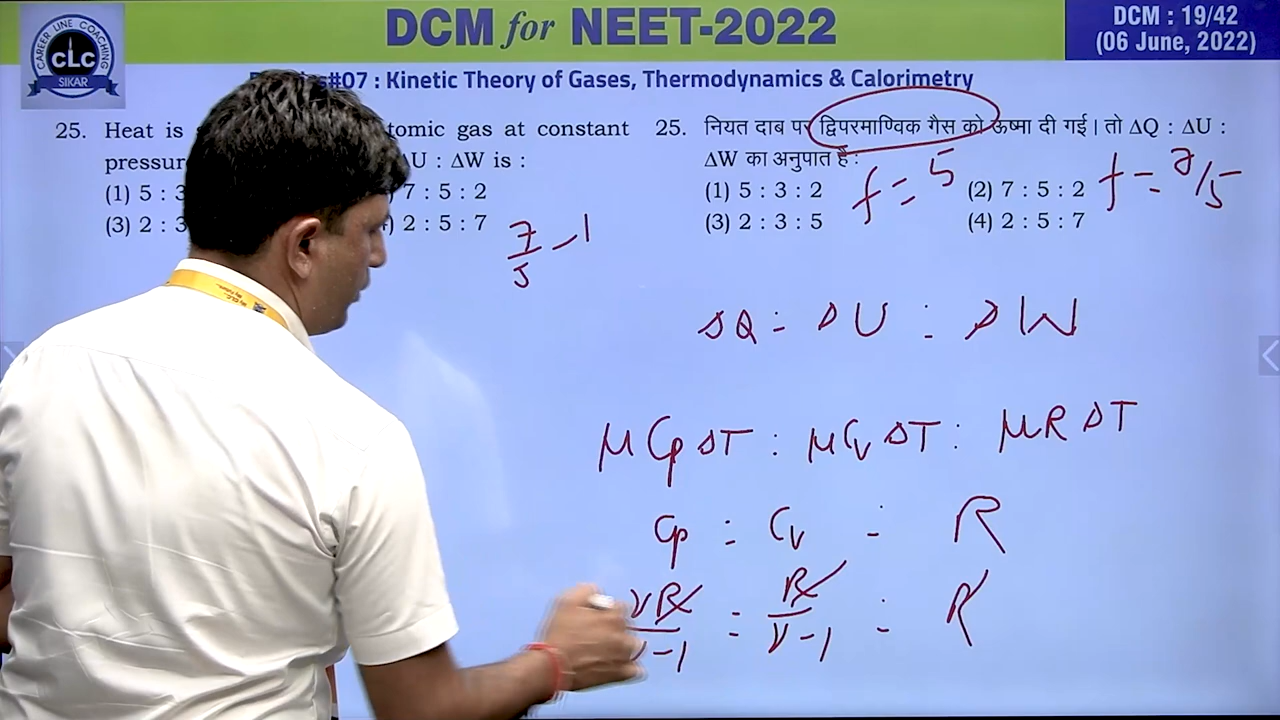 DCM for NEET-2022
DCM : 19/42
(06 June, 2022)
CAREER LINE COACHING
CLC
SIKAR
#07 : Kinetic Theory of Gases, Thermodynamics & Calorimetry
25. Heat is tomic gas at constant
pressure ΔU : ΔW is :
(1) 5 : 3 7 : 5 : 2
(3) 2 : 3 2 : 5 : 7
7/5 - 1
25. नियत दाब पर द्विपरमाण्विक गैस को ऊष्मा दी गई। तो ΔQ : ΔU :
ΔW का अनुपात है :
(1) 5 : 3 : 2 (2) 7 : 5 : 2
(3) 2 : 3 : 5 (4) 2 : 5 : 7
f = 5
f = 7/5
ΔQ : ΔU : ΔW
μCpΔT : μCvΔT : μRΔT
Cp : Cv : R
γR/γ-1 : R/γ-1 : R